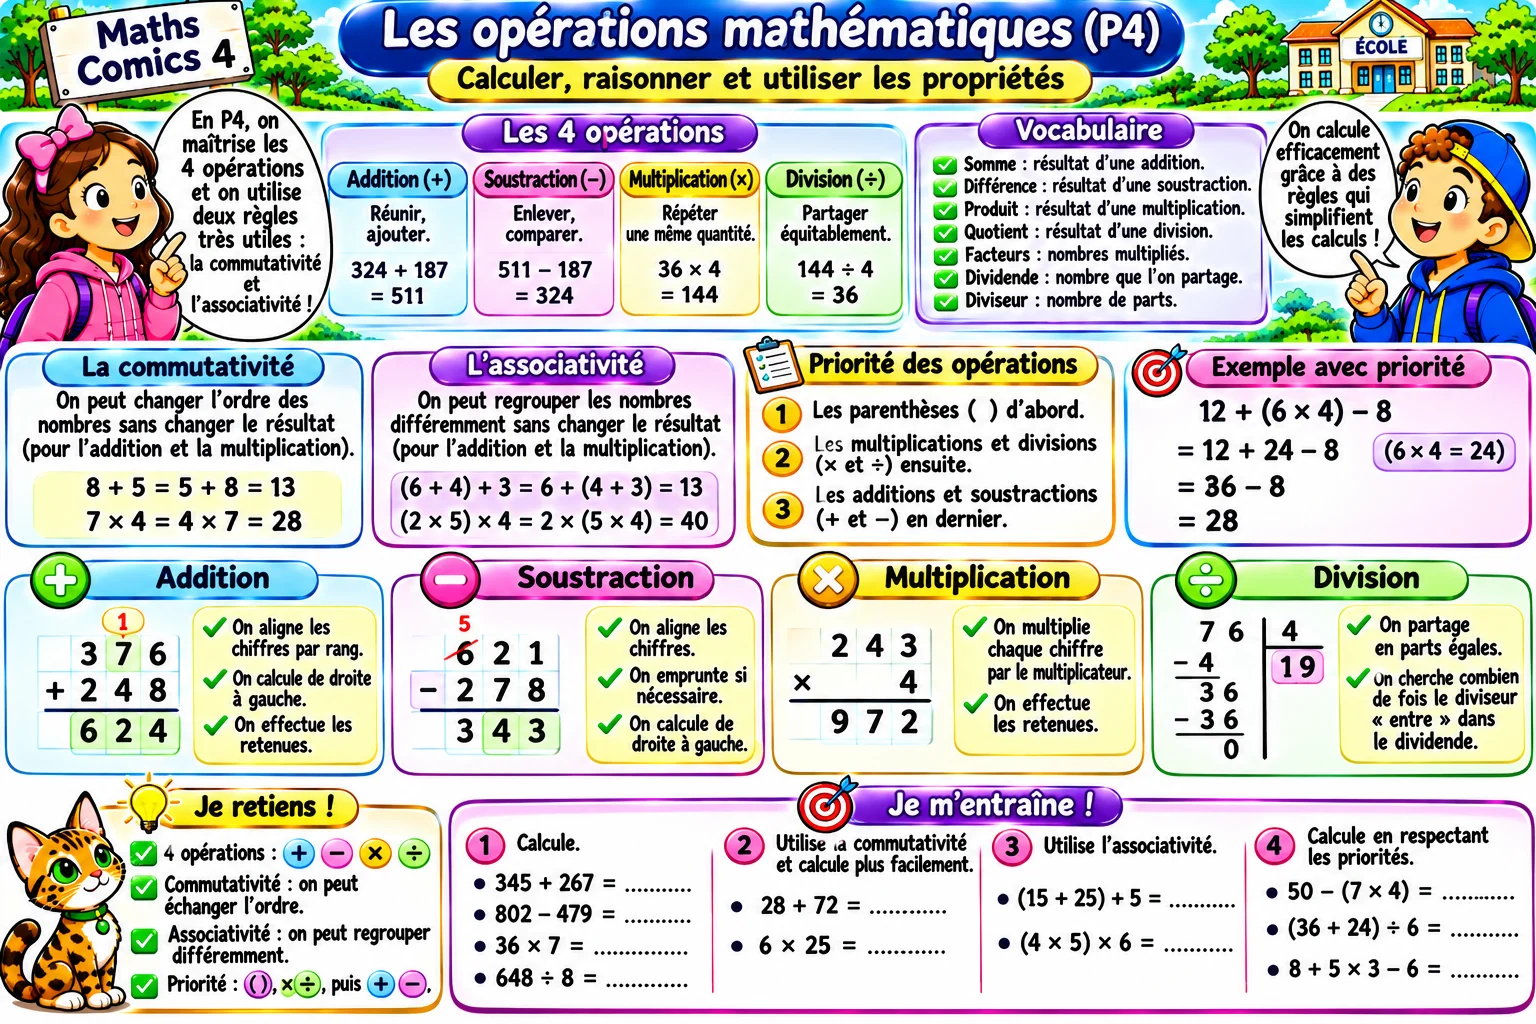 Maths
Comics 4
Les opérations mathématiques (P4)
Calculer, raisonner et utiliser les propriétés
ÉCOLE
En P4, on
maîtrise les
4 opérations
et on utilise
deux règles
très utiles :
la commutativité
et
l'associativité !
Les 4 opérations
Addition (+)
Réunir,
ajouter.
324 + 187
= 511
Soustraction (−)
Enlever,
comparer.
511 − 187
= 324
Multiplication (×)
Répéter
une même quantité.
36 × 4
= 144
Division (÷)
Partager
équitablement.
144 ÷ 4
= 36
Vocabulaire
Somme : résultat d'une addition.
Différence : résultat d'une soustraction.
Produit : résultat d'une multiplication.
Quotient : résultat d'une division.
Facteurs : nombres multipliés.
Dividende : nombre que l'on partage.
Diviseur : nombre de parts.
On calcule
efficacement
grâce à des
règles qui
simplifient
les calculs !
La commutativité
On peut changer l'ordre des
nombres sans changer le résultat
(pour l'addition et la multiplication).
8 + 5 = 5 + 8 = 13
7 × 4 = 4 × 7 = 28
L'associativité
On peut regrouper les nombres
différemment sans changer le résultat
(pour l'addition et la multiplication).
(6 + 4) + 3 = 6 + (4 + 3) = 13
(2 × 5) × 4 = 2 × (5 × 4) = 40
Priorité des opérations
1 Les parenthèses ( ) d'abord.
2 Les multiplications et divisions
(× et ÷) ensuite.
3 Les additions et soustractions
(+ et −) en dernier.
Exemple avec priorité
12 + (6 × 4) − 8
= 12 + 24 − 8 (6 × 4 = 24)
= 36 − 8
= 28
+ Addition
1
3 7 6
+ 2 4 8
6 2 4
On aligne les
chiffres par rang.
On calcule de droite
à gauche.
On effectue les
retenues.
− Soustraction
5
6 2 1
− 2 7 8
3 4 3
On aligne les
chiffres.
On emprunte si
nécessaire.
On calcule de
droite à gauche.
× Multiplication
2 4 3
× 4
9 7 2
On multiplie
chaque chiffre
par le multiplicateur.
On effectue
les retenues.
÷ Division
7 6 4
− 4 19
3 6
− 3 6
0
On partage
en parts égales.
On cherche combien
de fois le diviseur
« entre » dans
le dividende.
Je retiens !
4 opérations : + − × ÷
Commutativité : on peut
échanger l'ordre.
Associativité : on peut regrouper
différemment.
Priorité : ( ), × ÷, puis + −.
Je m'entraîne !
1 Calcule.
• 345 + 267 = ...........
• 802 − 479 = ...........
• 36 × 7 = ...............
• 648 ÷ 8 = .............
2 Utilise la commutativité
et calcule plus facilement.
• 28 + 72 = ............
• 6 × 25 = ............
3 Utilise l'associativité.
• (15 + 25) + 5 = ...........
• (4 × 5) × 6 = ...........
4 Calcule en respectant
les priorités.
• 50 − (7 × 4) = ............
• (36 + 24) ÷ 6 = ...........
• 8 + 5 × 3 − 6 = ...........